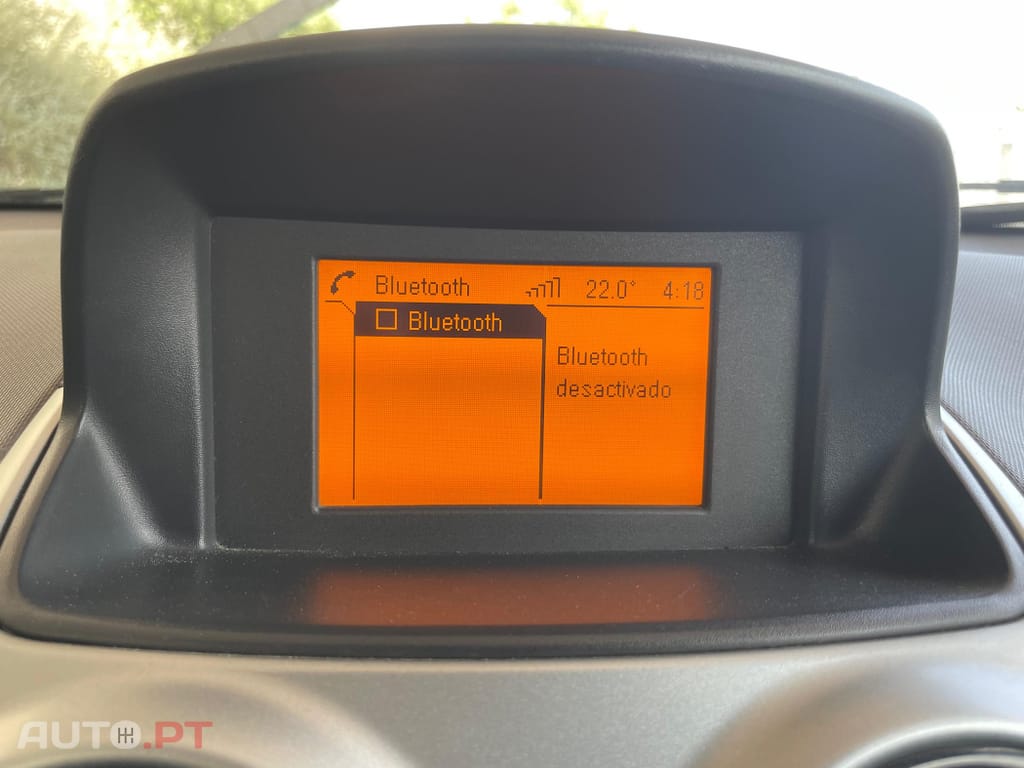 Bluetooth 22.0° 4:18
Bluetooth
Bluetooth
desactivado
AUTO.PT